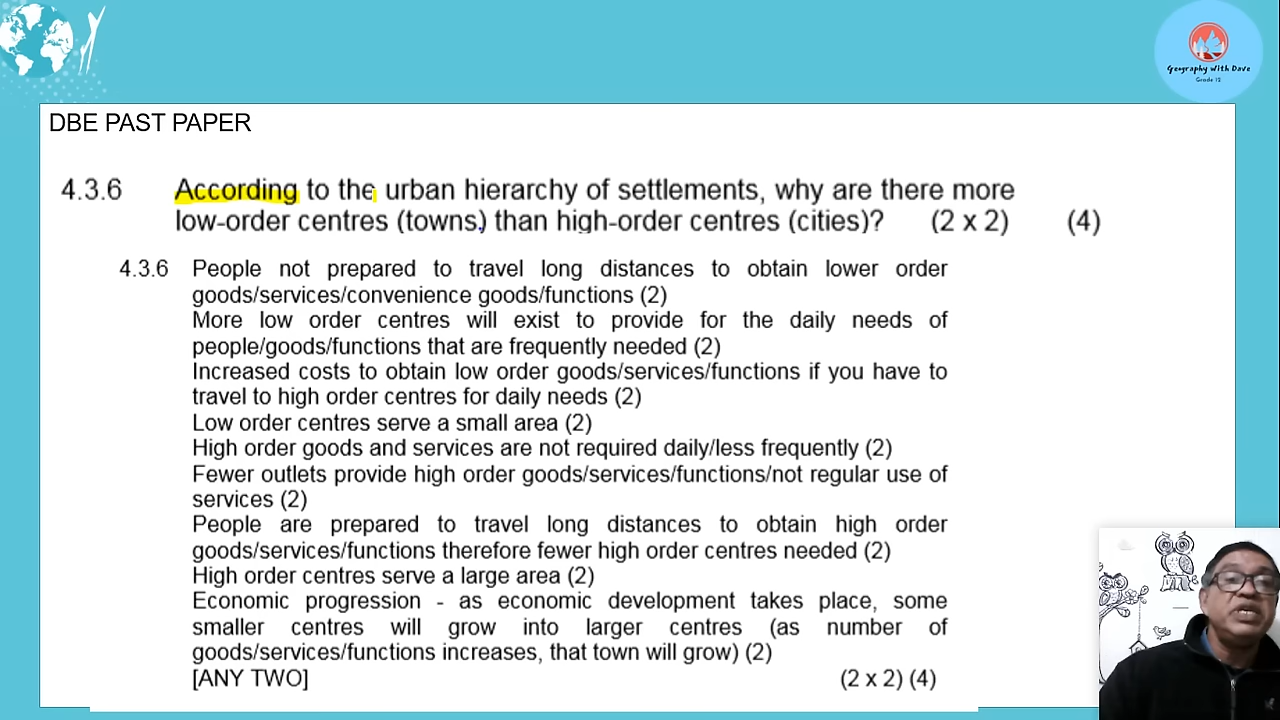 Geography With Dave
Grade 12
DBE PAST PAPER
4.3.6 According to the urban hierarchy of settlements, why are there more
low-order centres (towns) than high-order centres (cities)? (2 x 2) (4)
4.3.6 People not prepared to travel long distances to obtain lower order
goods/services/convenience goods/functions (2)
More low order centres will exist to provide for the daily needs of
people/goods/functions that are frequently needed (2)
Increased costs to obtain low order goods/services/functions if you have to
travel to high order centres for daily needs (2)
Low order centres serve a small area (2)
High order goods and services are not required daily/less frequently (2)
Fewer outlets provide high order goods/services/functions/not regular use of
services (2)
People are prepared to travel long distances to obtain high order
goods/services/functions therefore fewer high order centres needed (2)
High order centres serve a large area (2)
Economic progression - as economic development takes place, some
smaller centres will grow into larger centres (as number of
goods/services/functions increases, that town will grow) (2)
[ANY TWO] (2 x 2) (4)